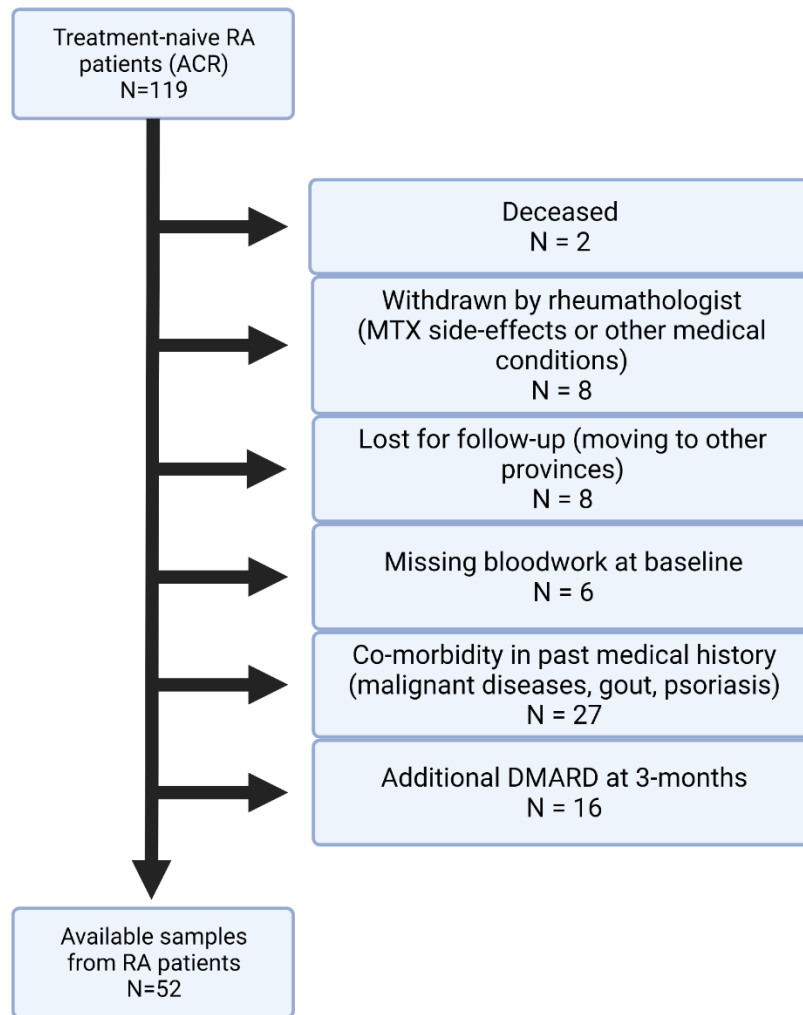 Treatment-naive RA
patients (ACR)
N=119
Deceased
N = 2
Withdrawn by rheumathologist
(MTX side-effects or other medical
conditions)
N = 8
Lost for follow-up (moving to other
provinces)
N = 8
Missing bloodwork at baseline
N = 6
Co-morbidity in past medical history
(malignant diseases, gout, psoriasis)
N = 27
Additional DMARD at 3-months
N = 16
Available samples
from RA patients
N=52